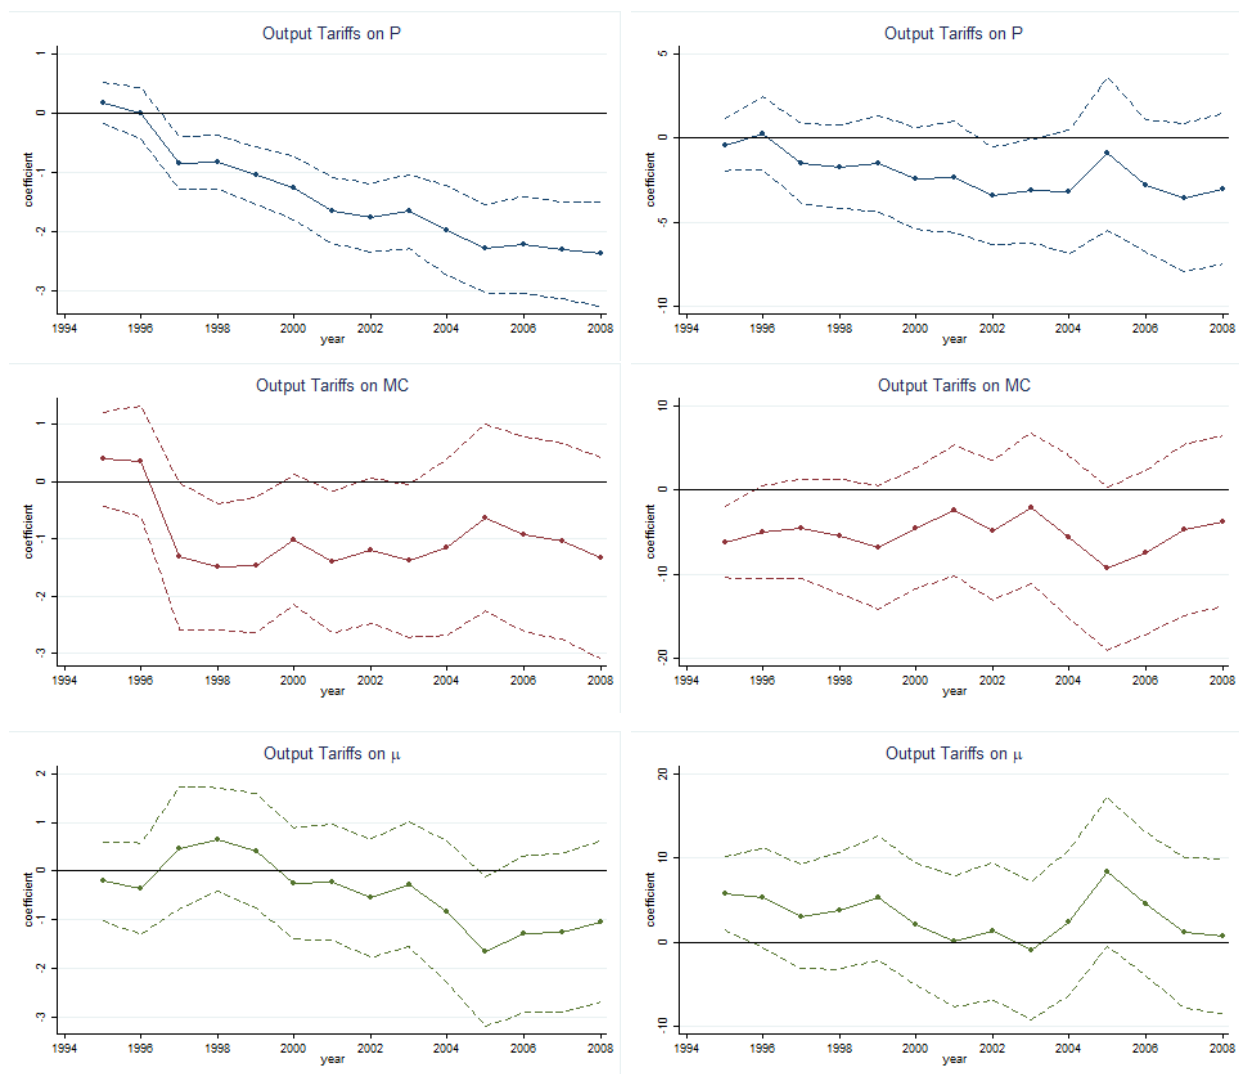 Output Tariffs on P
1
0
-1
-2
-3
coefficient
1994 1996 1998 2000 2002 2004 2006 2008
year
Output Tariffs on P
5
0
-5
-10
coefficient
1994 1996 1998 2000 2002 2004 2006 2008
year
Output Tariffs on MC
1
0
-1
-2
-3
coefficient
1994 1996 1998 2000 2002 2004 2006 2008
year
Output Tariffs on MC
10
0
-10
-20
coefficient
1994 1996 1998 2000 2002 2004 2006 2008
year
Output Tariffs on μ
2
1
0
-1
-2
-3
coefficient
1994 1996 1998 2000 2002 2004 2006 2008
year
Output Tariffs on μ
20
10
0
-10
coefficient
1994 1996 1998 2000 2002 2004 2006 2008
year